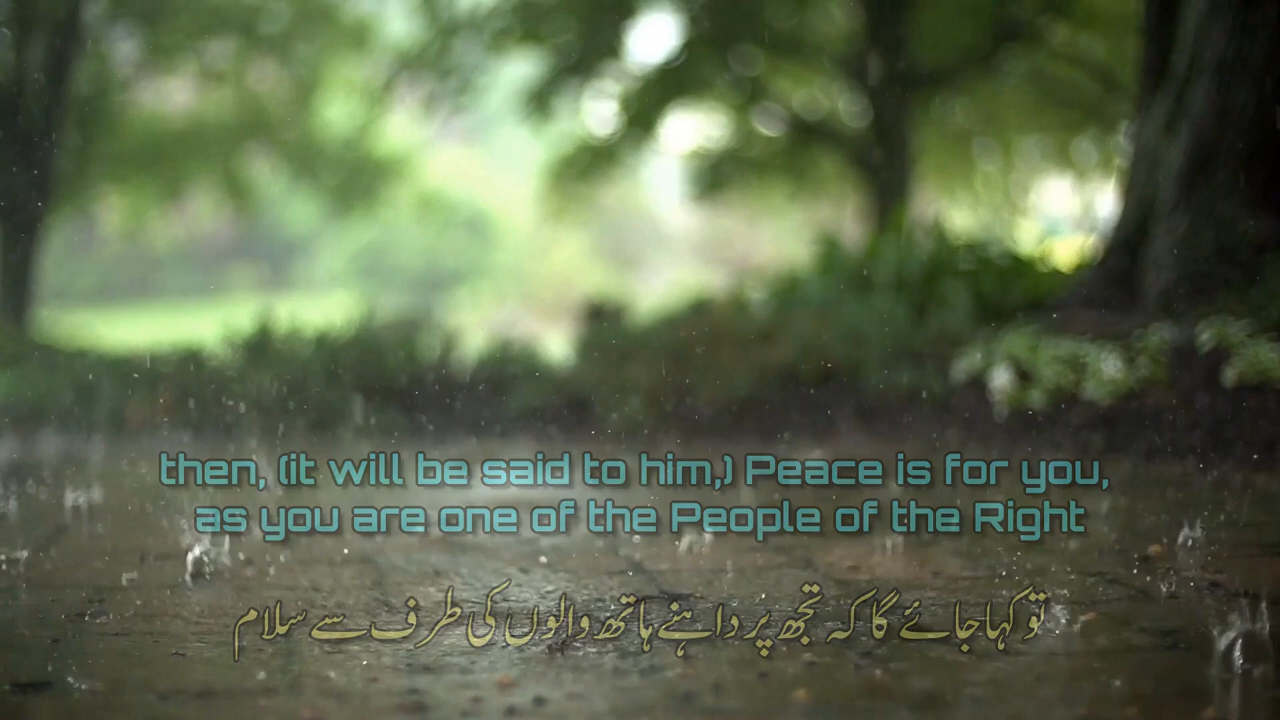 then, (it will be said to him,) Peace is for you,
as you are one of the People of the Right
تو کہا جائے گا کہ تجھ پر داہنے ہاتھ والوں کی طرف سے سلام